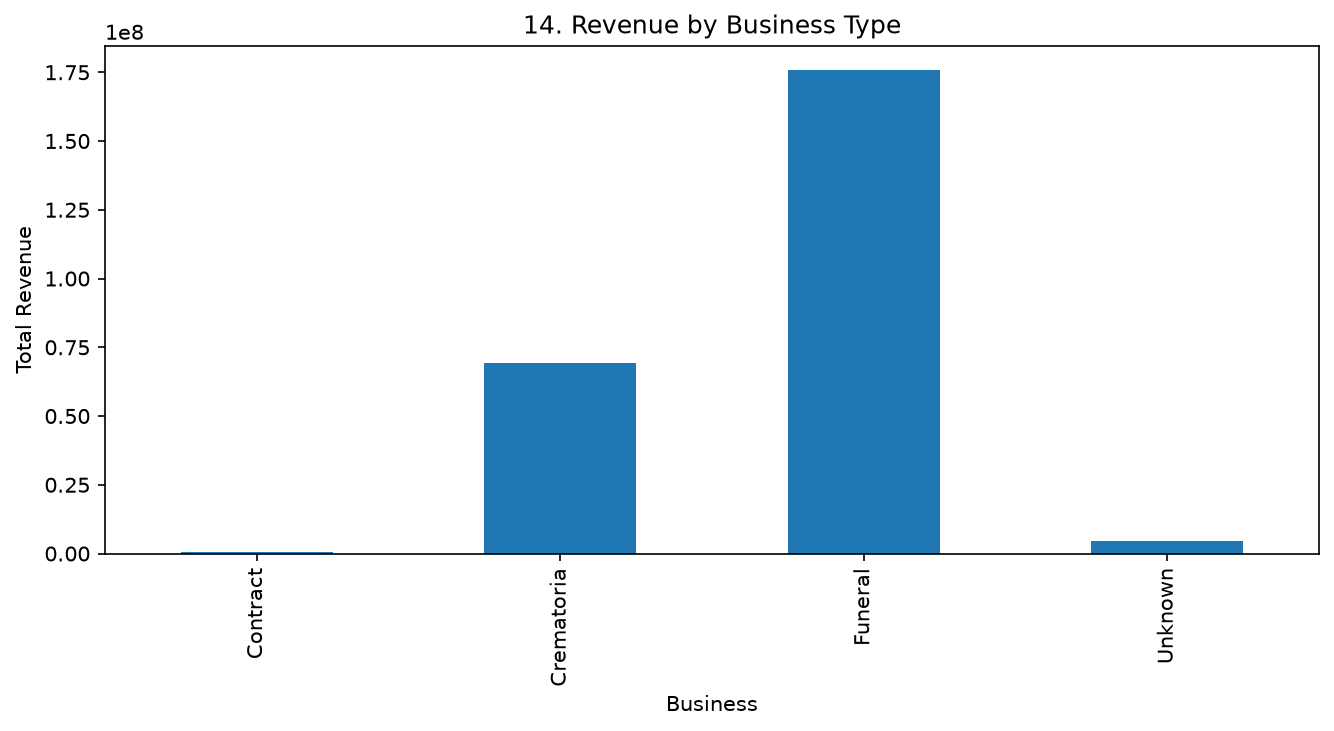 14. Revenue by Business Type
1e8
1.75
1.50
1.25
1.00
0.75
0.50
0.25
0.00
Total Revenue
Contract
Crematoria
Funeral
Unknown
Business